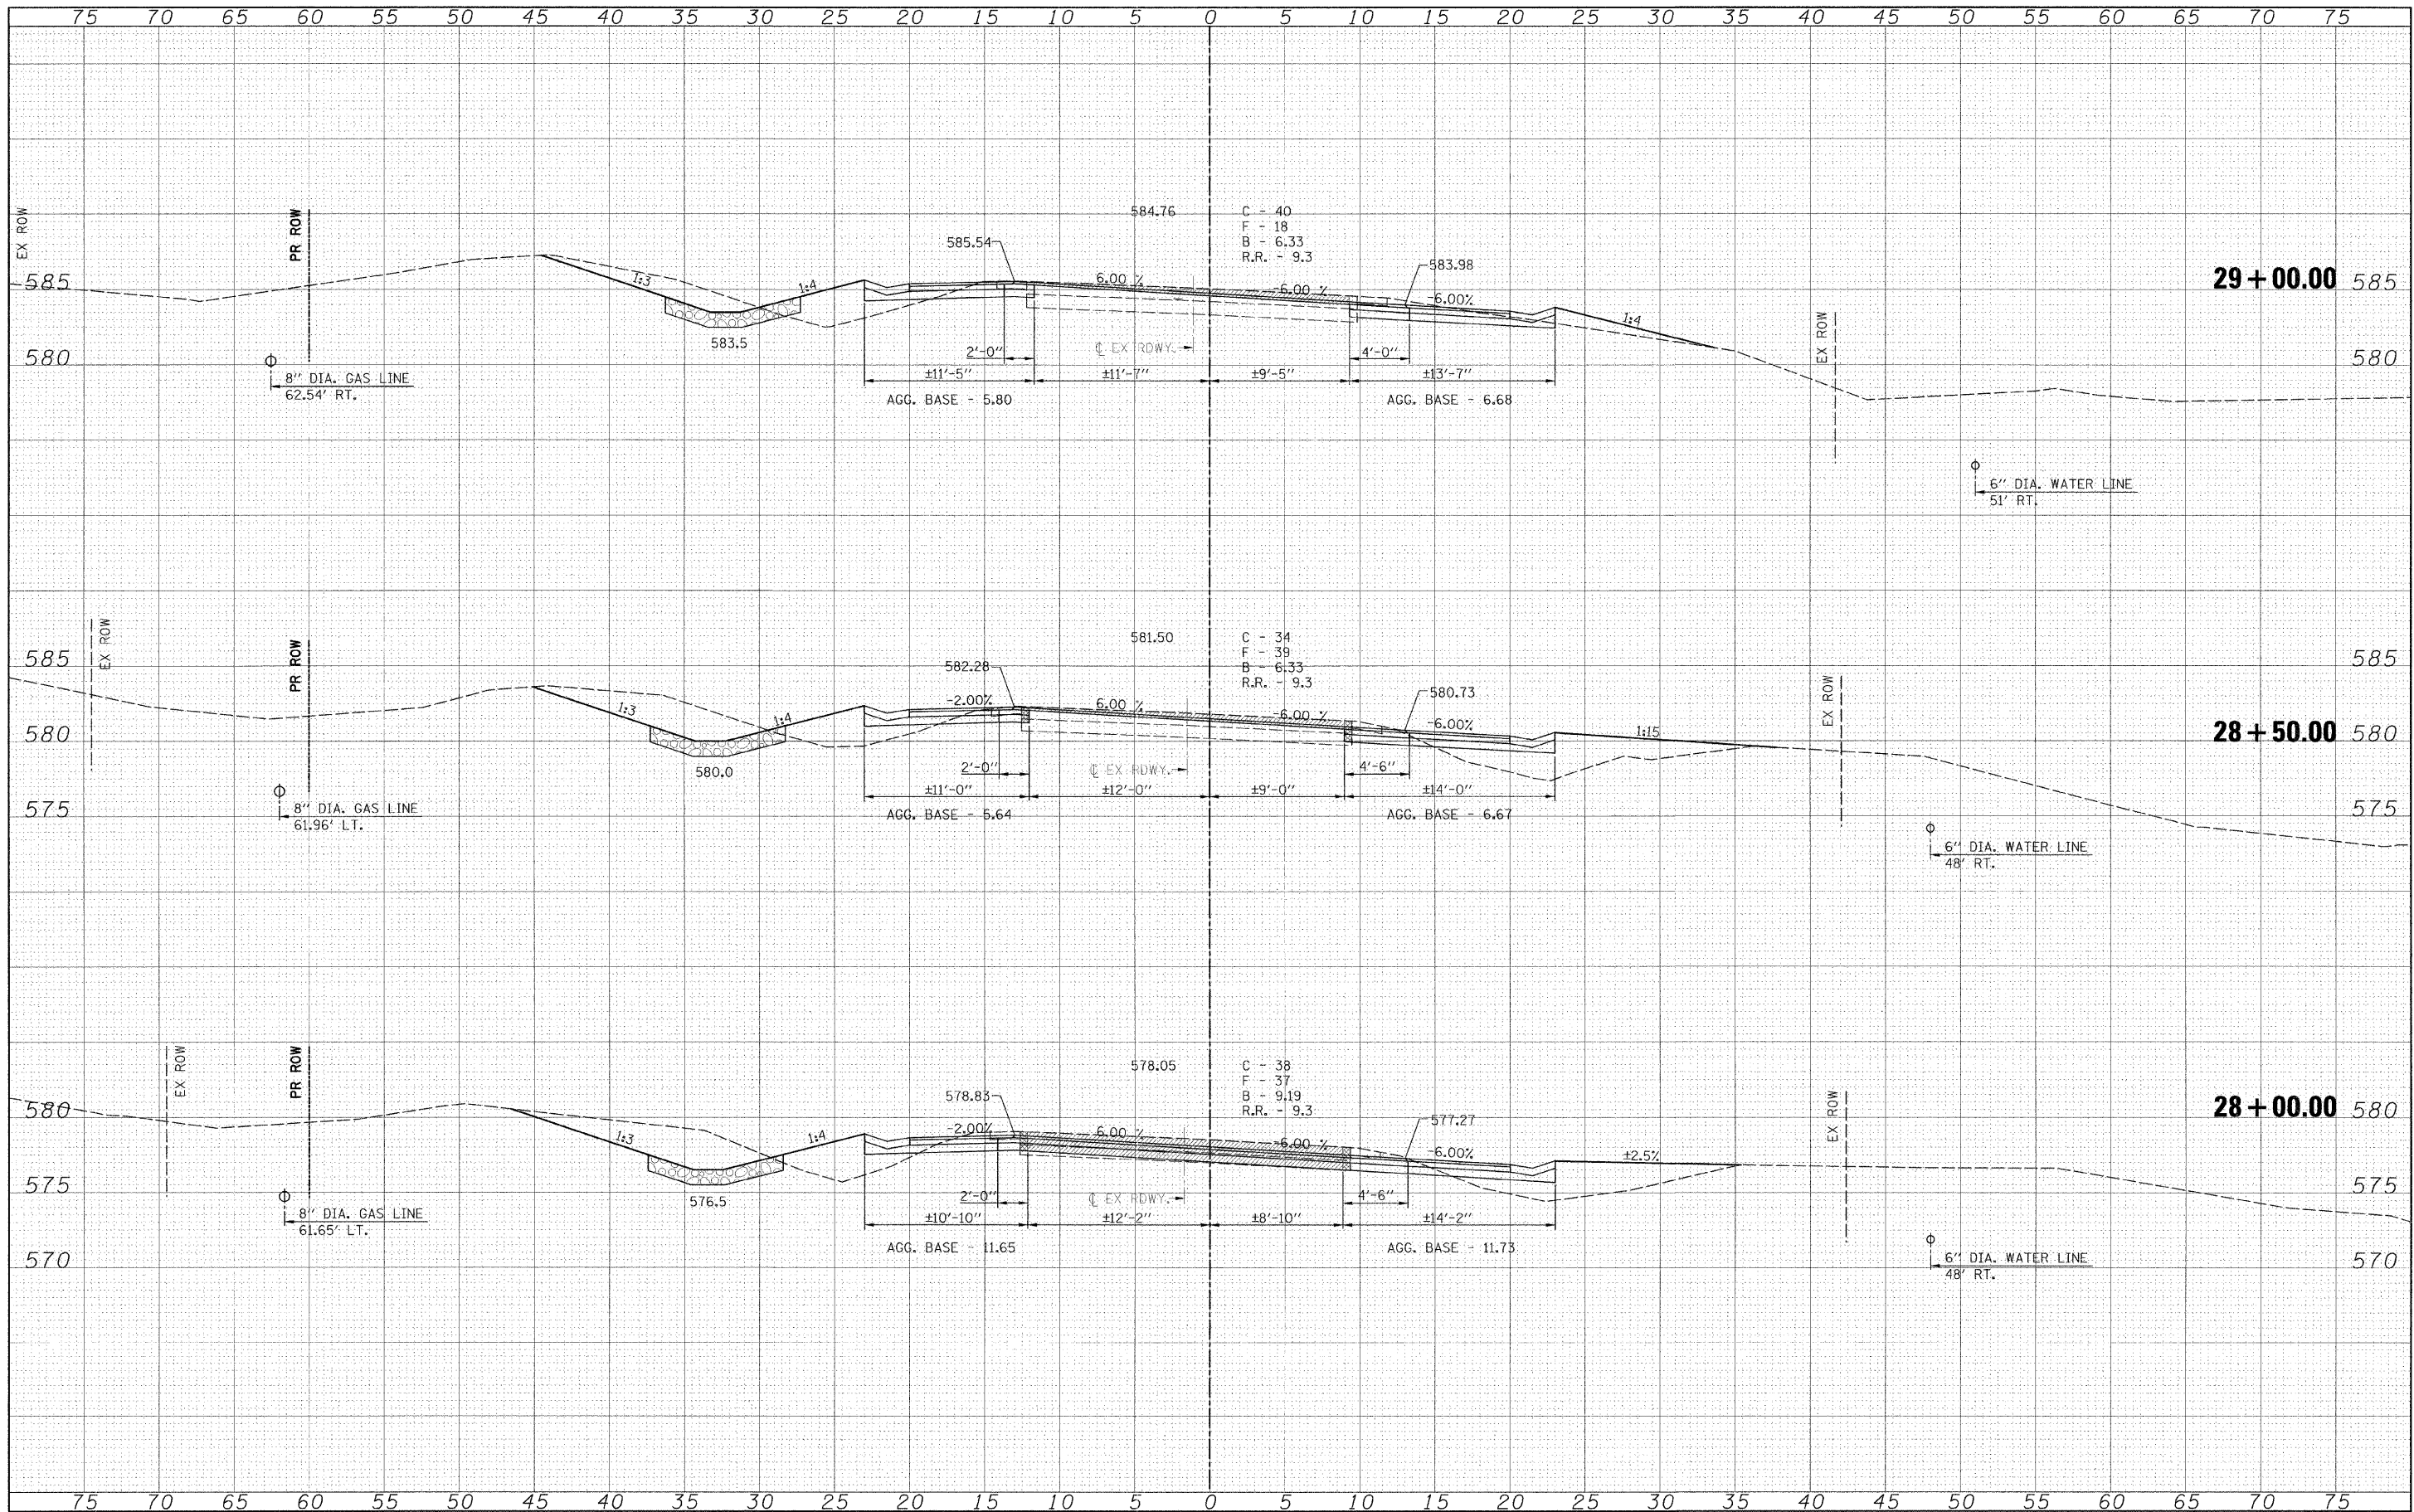 75 70 65 60 55 50 45 40 35 30 25 20 15 10 5 0 5 10 15 20 25 30 35 40 45 50 55 60 65 70 75
EX ROW
PR ROW
584.76
C - 40
F - 18
B - 6.33
R.R. - 9.3
585.54
583.98
29+00.00
585
585
1:3
1:4
6.00 %
-6.00 %
-6.00%
1:4
583.5
EX ROW
580
580
2'-0"
℄ EX RDWY.
4'-0"
8" DIA. GAS LINE
62.54' RT.
±11'-5"
±11'-7"
±9'-5"
±13'-7"
AGG. BASE - 5.80
AGG. BASE - 6.68
6" DIA. WATER LINE
51' RT.
EX ROW
PR ROW
581.50
C - 34
F - 39
B - 6.33
R.R. - 9.3
585
585
582.28
580.73
EX ROW
-2.00%
6.00 %
-6.00 %
-6.00%
1:3
1:4
1:15
28+50.00
580
580
580.0
2'-0"
℄ EX RDWY.
4'-6"
8" DIA. GAS LINE
61.96' LT.
±11'-0"
±12'-0"
±9'-0"
±14'-0"
575
575
AGG. BASE - 5.64
AGG. BASE - 6.67
6" DIA. WATER LINE
48' RT.
EX ROW
PR ROW
578.05
C - 38
F - 37
B - 9.19
R.R. - 9.3
578.83
577.27
28+00.00
580
580
EX ROW
-2.00%
6.00 %
-6.00 %
-6.00%
1:3
1:4
±2.5%
575
575
576.5
2'-0"
℄ EX RDWY.
4'-6"
8" DIA. GAS LINE
61.65' LT.
±10'-10"
±12'-2"
±8'-10"
±14'-2"
AGG. BASE - 11.65
AGG. BASE - 11.73
570
570
6" DIA. WATER LINE
48' RT.
75 70 65 60 55 50 45 40 35 30 25 20 15 10 5 0 5 10 15 20 25 30 35 40 45 50 55 60 65 70 75